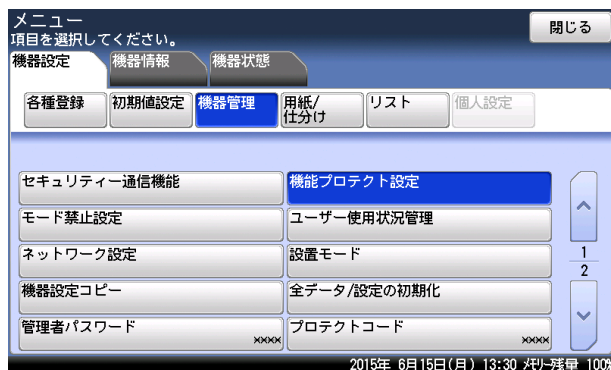 メニュー
項目を選択してください。
閉じる
機器設定 機器情報 機器状態
各種登録 初期値設定 機器管理 用紙/ リスト 個人設定
仕分け
セキュリティー通信機能 機能プロテクト設定
モード禁止設定 ユーザー使用状況管理
ネットワーク設定 設置モード
1
2
機器設定コピー 全データ/設定の初期化
管理者パスワード ×××× プロテクトコード ××××
2015年 6月15日(月) 13:30 メモリー残量 100%